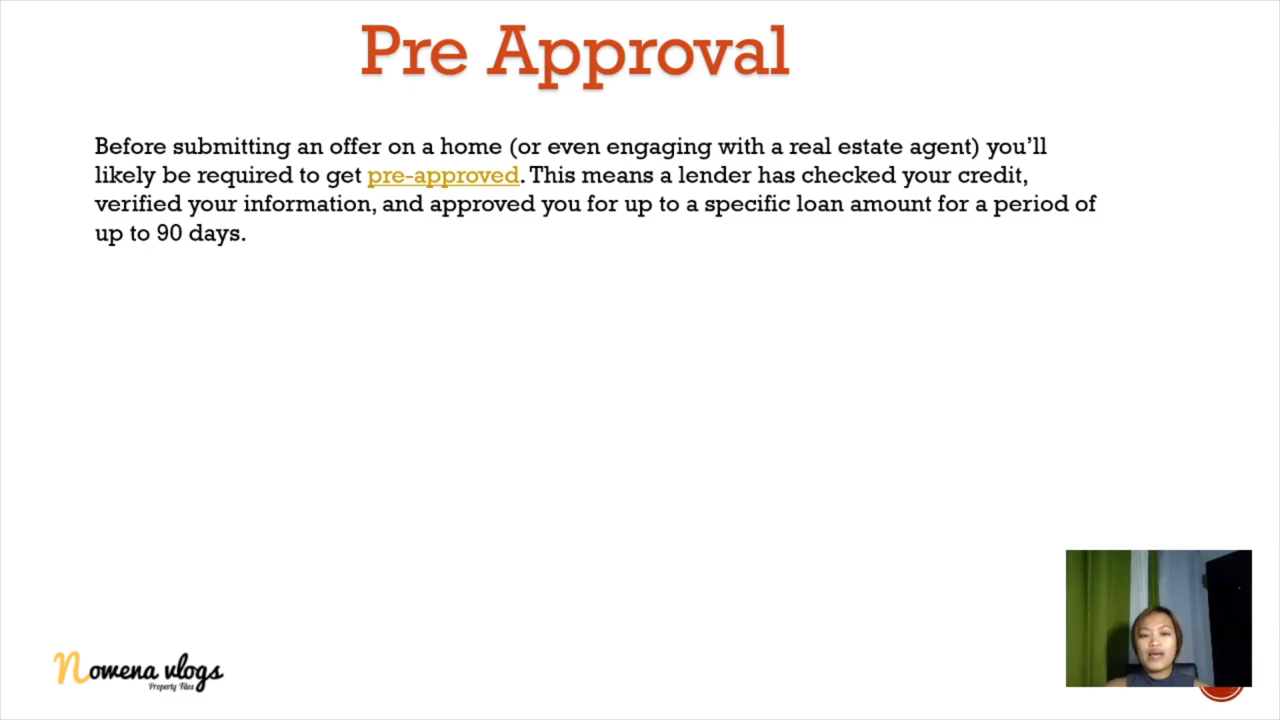 Pre Approval
Before submitting an offer on a home (or even engaging with a real estate agent) you’ll
likely be required to get pre-approved. This means a lender has checked your credit,
verified your information, and approved you for up to a specific loan amount for a period of
up to 90 days.
nowena vlogs
Property Files